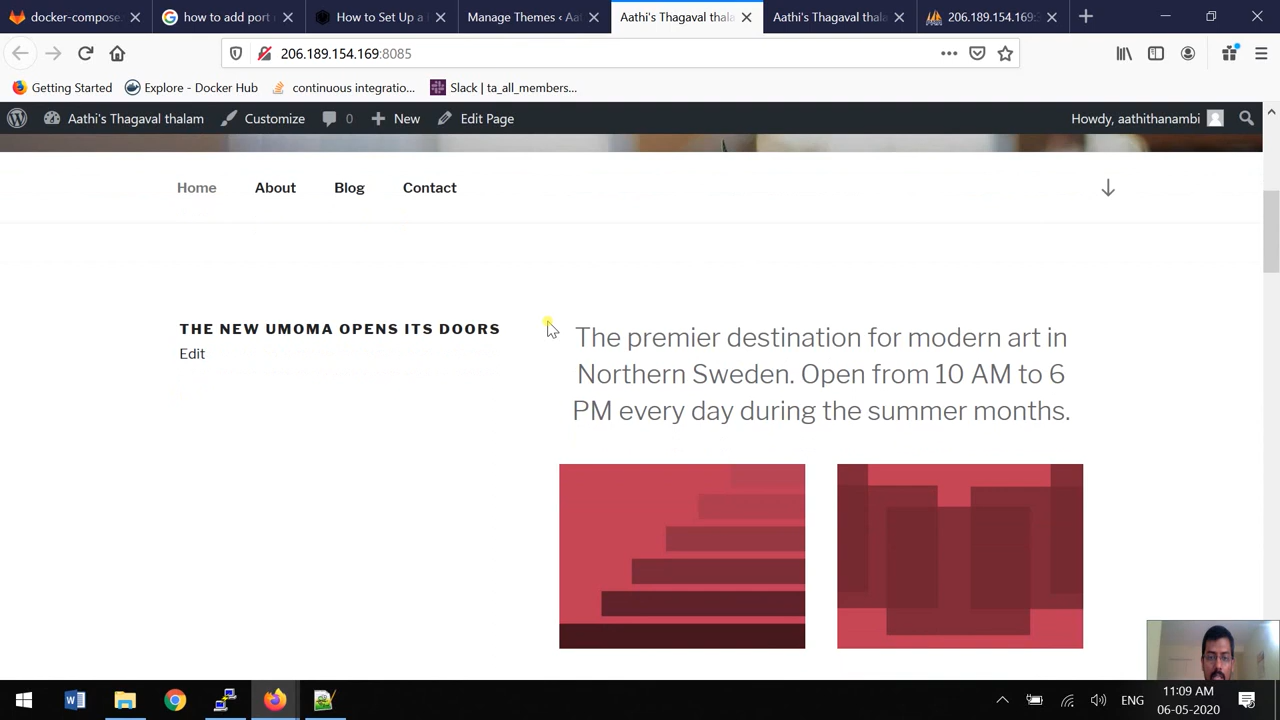 docker-compose.
how to add port
How to Set Up a
Manage Themes ‹ Aa
Aathi's Thagaval thala
Aathi's Thagaval thala
206.189.154.169:
206.189.154.169:8085
Getting Started
Explore - Docker Hub
continuous integratio...
Slack | ta_all_members...
Aathi's Thagaval thalam
Customize
0
New
Edit Page
Howdy, aathithanambi
Home
About
Blog
Contact
THE NEW UMOMA OPENS ITS DOORS
Edit
The premier destination for modern art in
Northern Sweden. Open from 10 AM to 6
PM every day during the summer months.
ENG
11:09 AM
06-05-2020